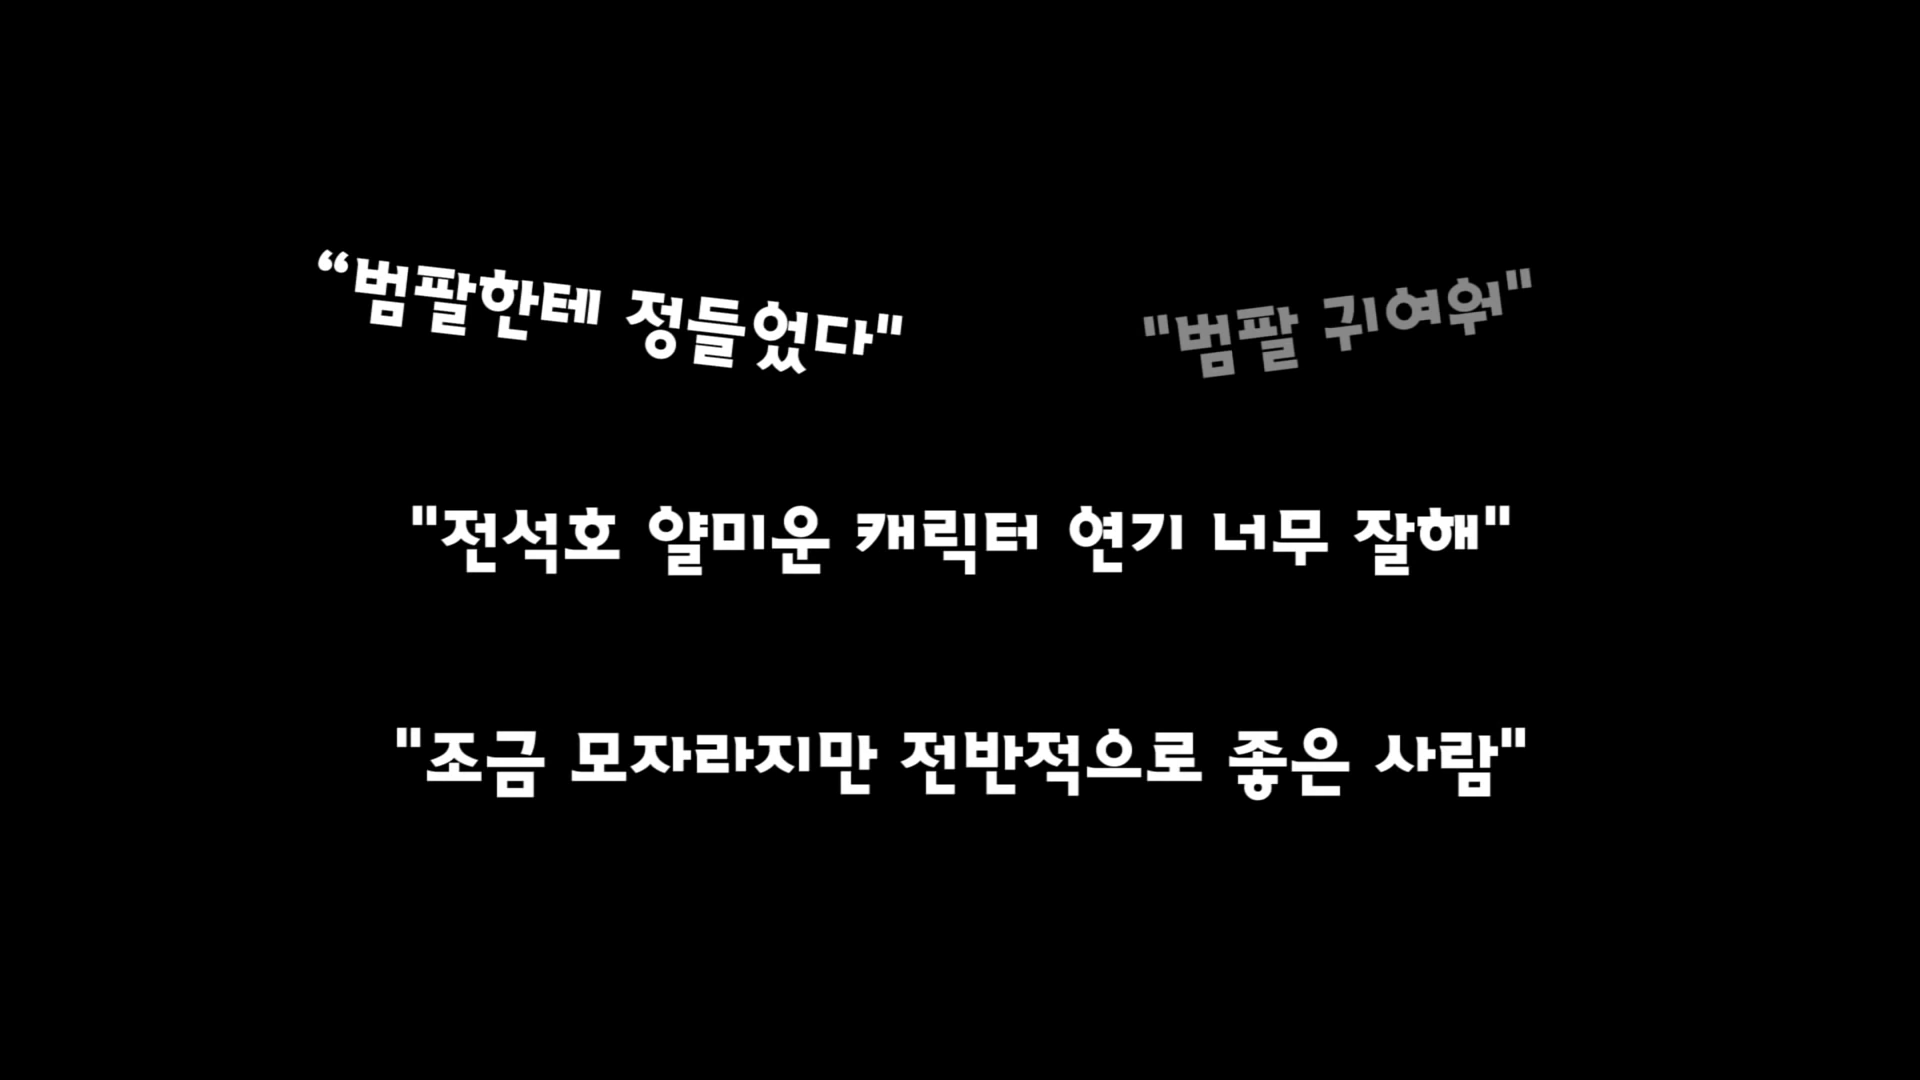 “범팔한테 정들었다"
"범팔 귀여워"
"전석호 얄미운 캐릭터 연기 너무 잘해"
"조금 모자라지만 전반적으로 좋은 사람"